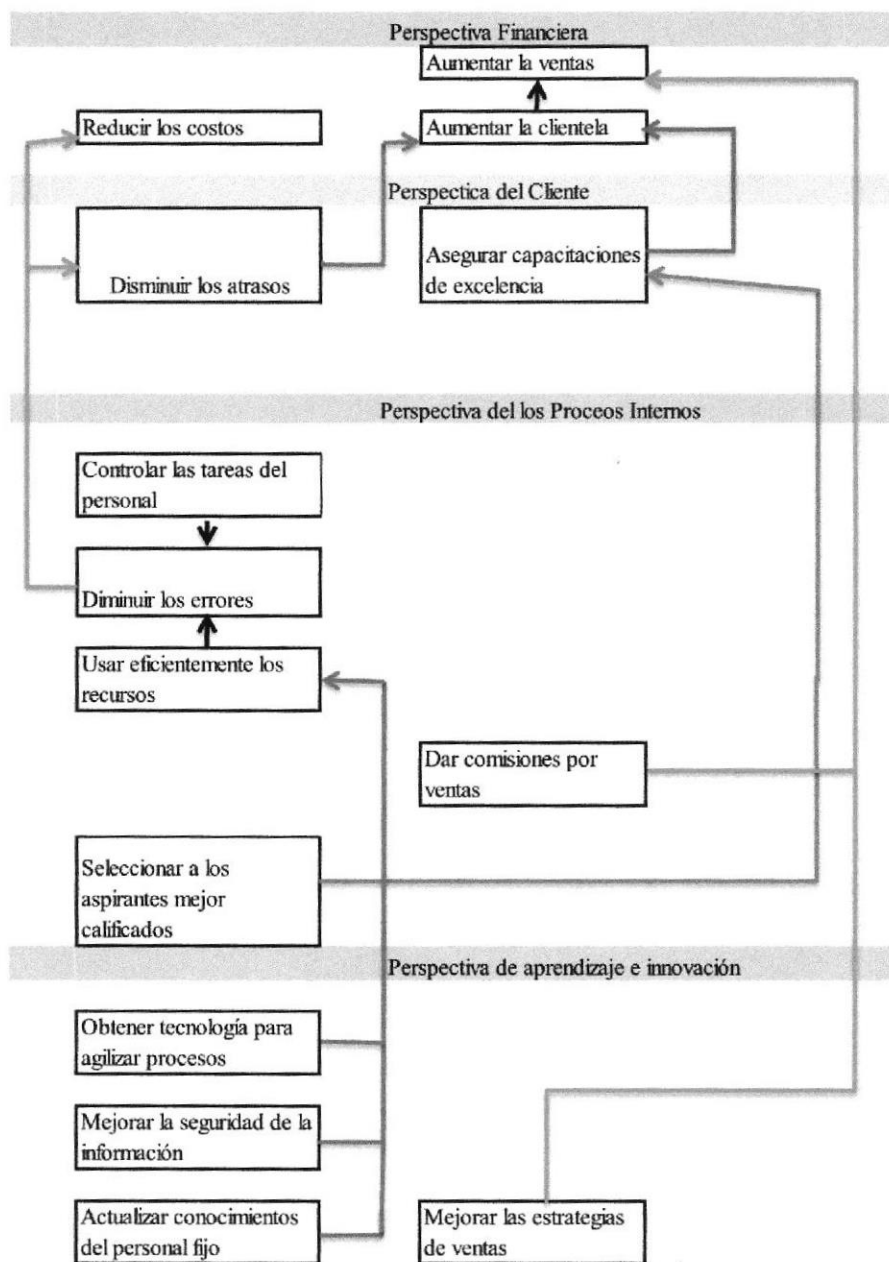 Perspectiva Financiera
Aumentar la ventas
Reducir los costos
Aumentar la clientela
Perspectica del Cliente
Disminuir los atrasos
Asegurar capacitaciones
de excelencia
Perspectiva del los Proceos Internos
Controlar las tareas del
personal
Diminuir los errores
Usar eficientemente los
recursos
Dar comisiones por
ventas
Seleccionar a los
aspirantes mejor
calificados
Perspectiva de aprendizaje e innovación
Obtener tecnología para
agilizar procesos
Mejorar la seguridad de la
información
Actualizar conocimientos
del personal fijo
Mejorar las estrategias
de ventas